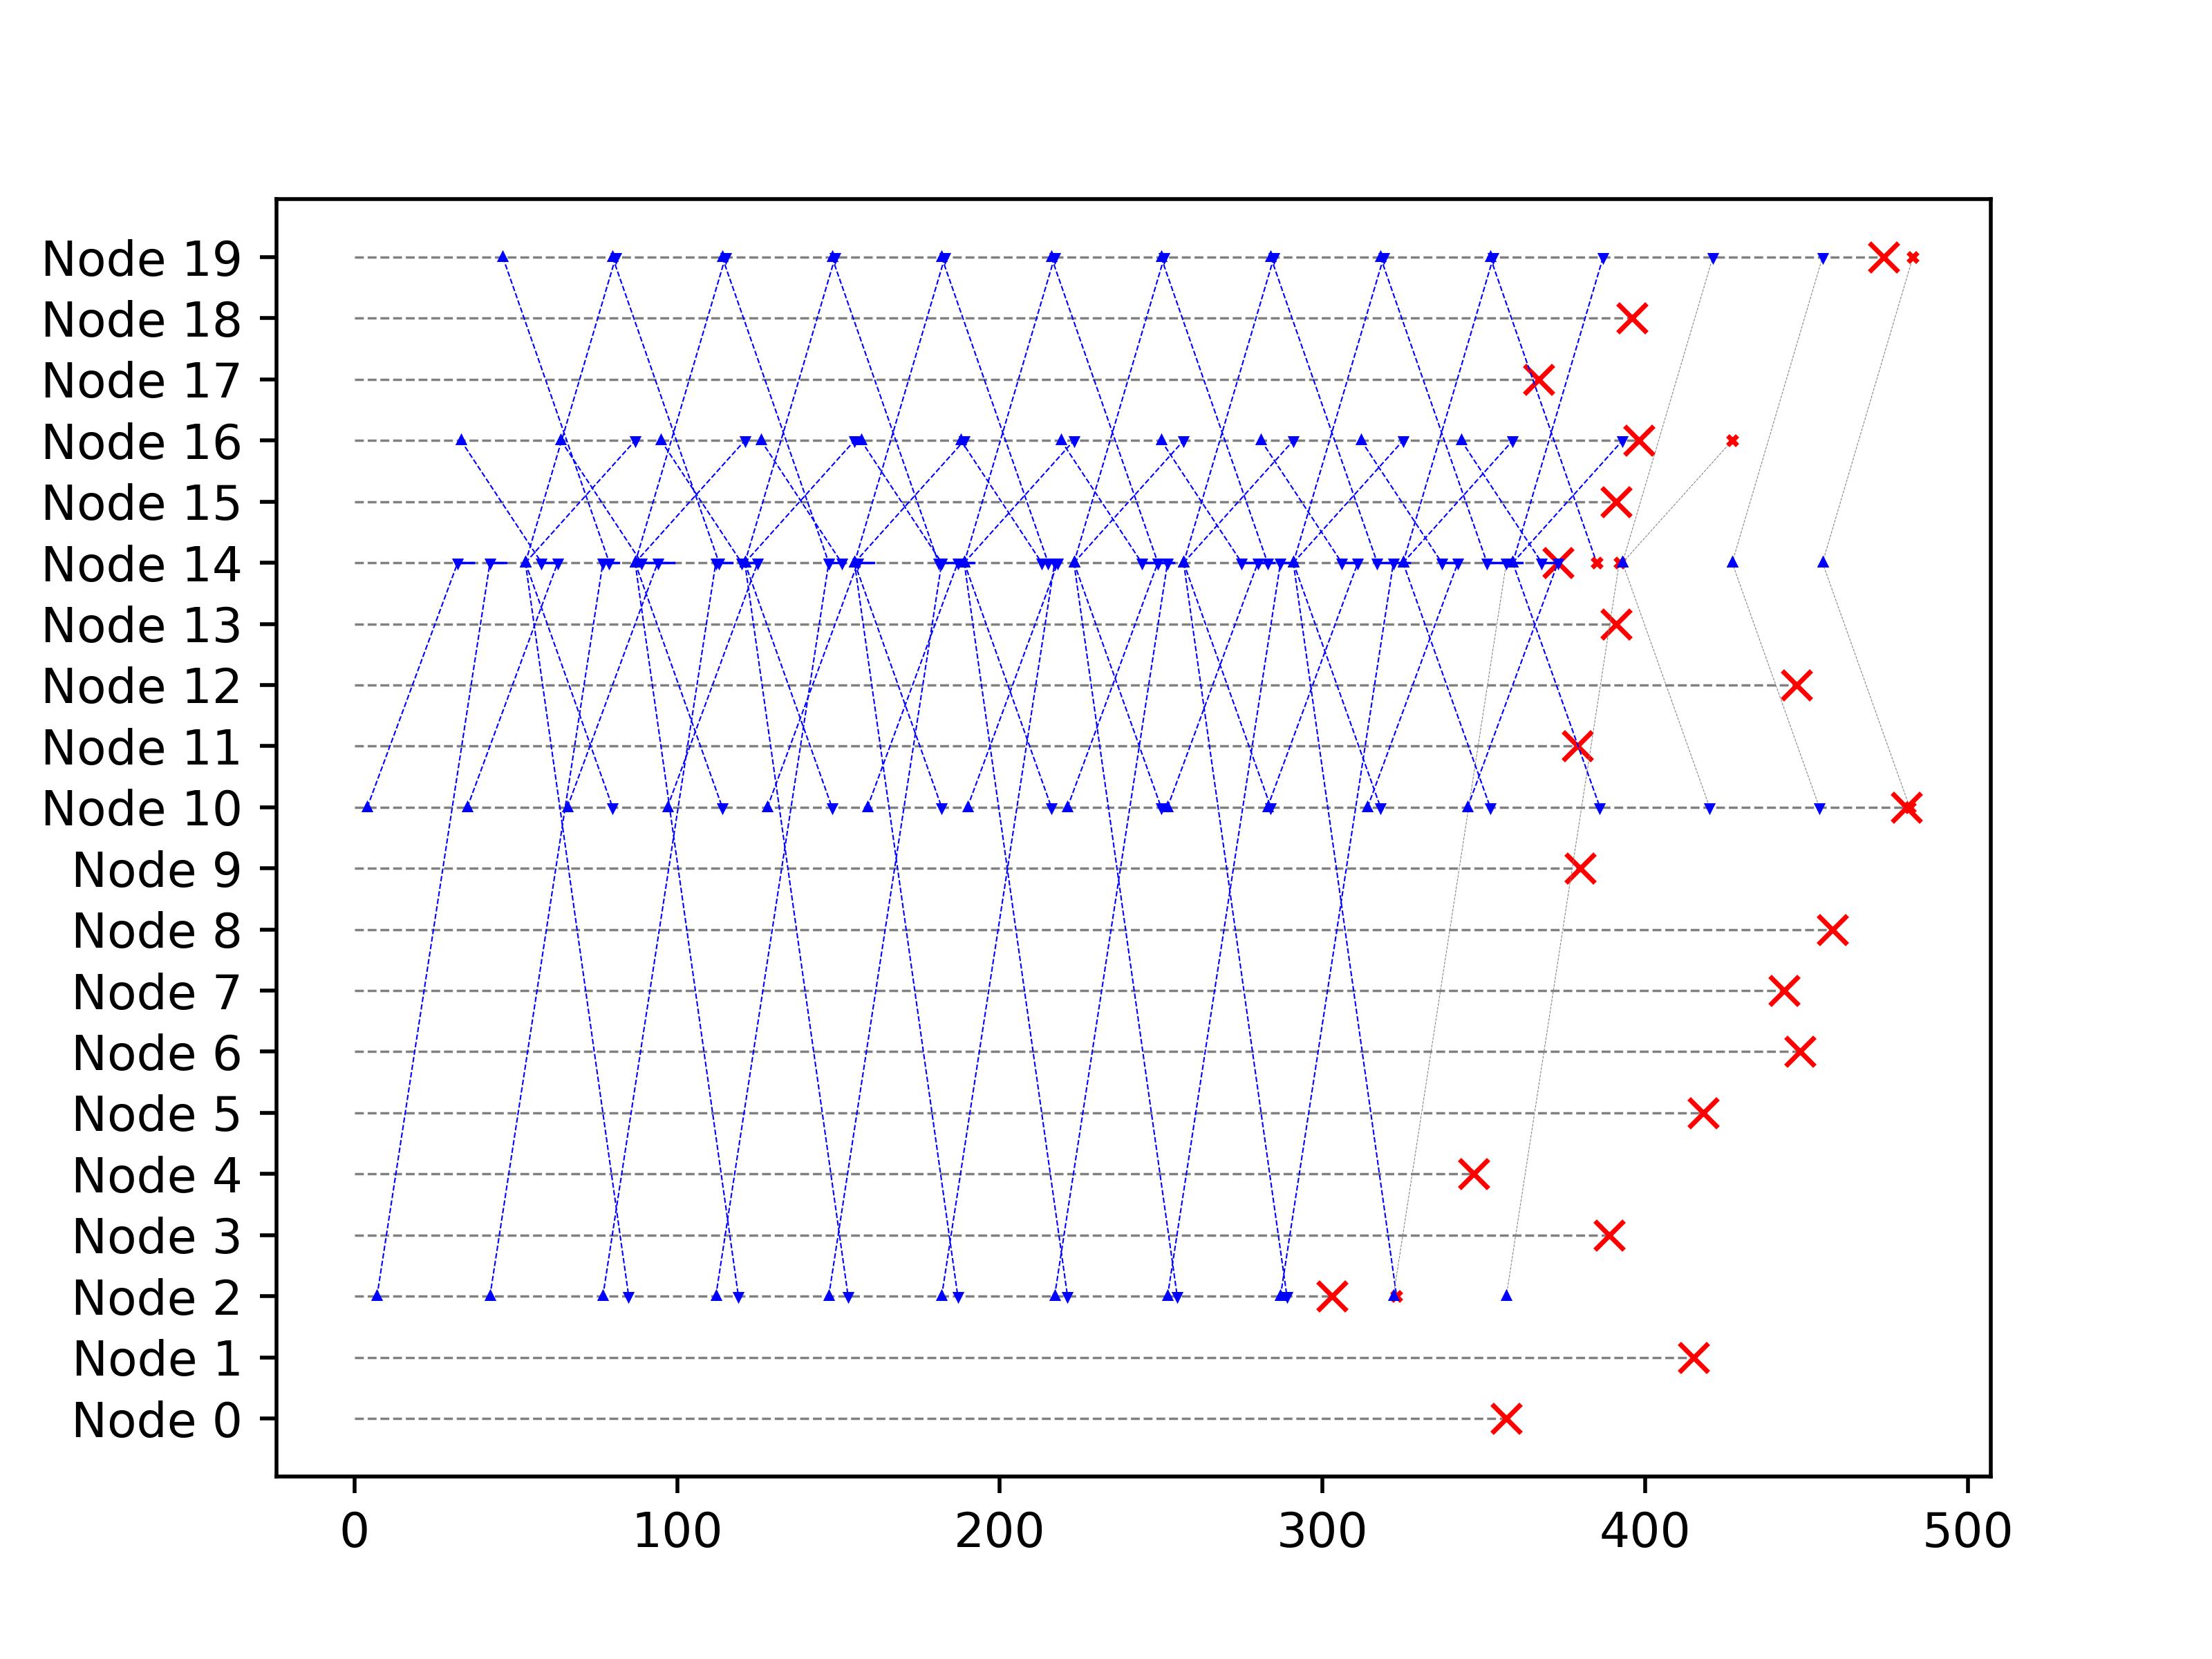 Node 19
Node 18
Node 17
Node 16
Node 15
Node 14
Node 13
Node 12
Node 11
Node 10
Node 9
Node 8
Node 7
Node 6
Node 5
Node 4
Node 3
Node 2
Node 1
Node 0
0 100 200 300 400 500